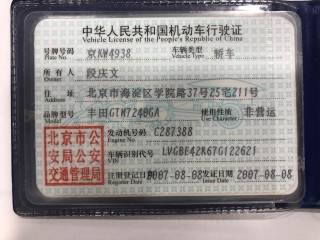 中华人民共和国机动车行驶证
Vehicle License of the People's Republic of China
号牌号码 京KW4938 车辆类型 轿车
Plate No. Vehicle Type
所有人 段庆文
Owner
住址 北京市海淀区学院路37号25宅211号
Address
品牌型号 丰田GTM7240GA 使用性质 非营运
Model Use Character
北京市公安局公安交通管理局
发动机号码 C287388
Engine No.
车辆识别代号 LVGBE42K67G122621
VIN
注册登记日期 2007-08-08 发证日期 2007-08-08
Register Date Issue Date